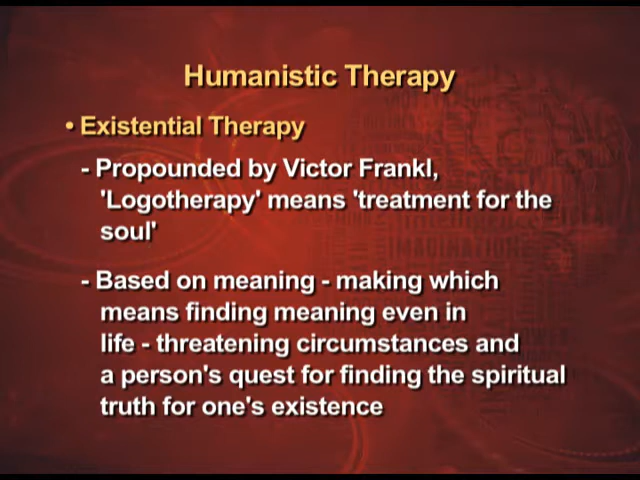 Humanistic Therapy
• Existential Therapy
- Propounded by Victor Frankl,
'Logotherapy' means 'treatment for the
soul'
- Based on meaning - making which
means finding meaning even in
life - threatening circumstances and
a person's quest for finding the spiritual
truth for one's existence
IMAGINATION